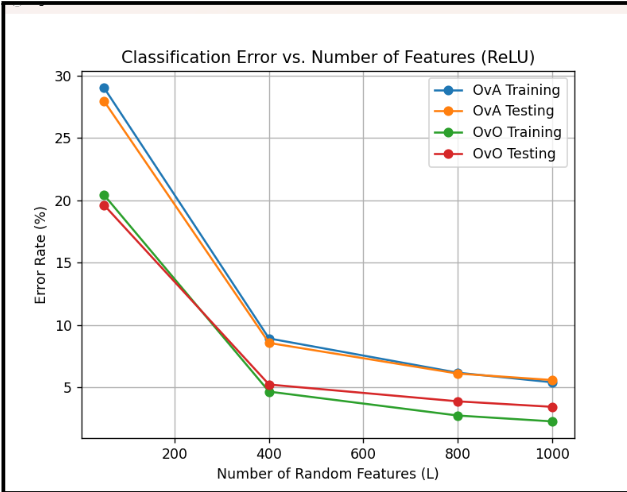 Classification Error vs. Number of Features (ReLU)
30
25
20
15
10
5
Error Rate (%)
OvA Training
OvA Testing
OvO Training
OvO Testing
200
400
600
800
1000
Number of Random Features (L)